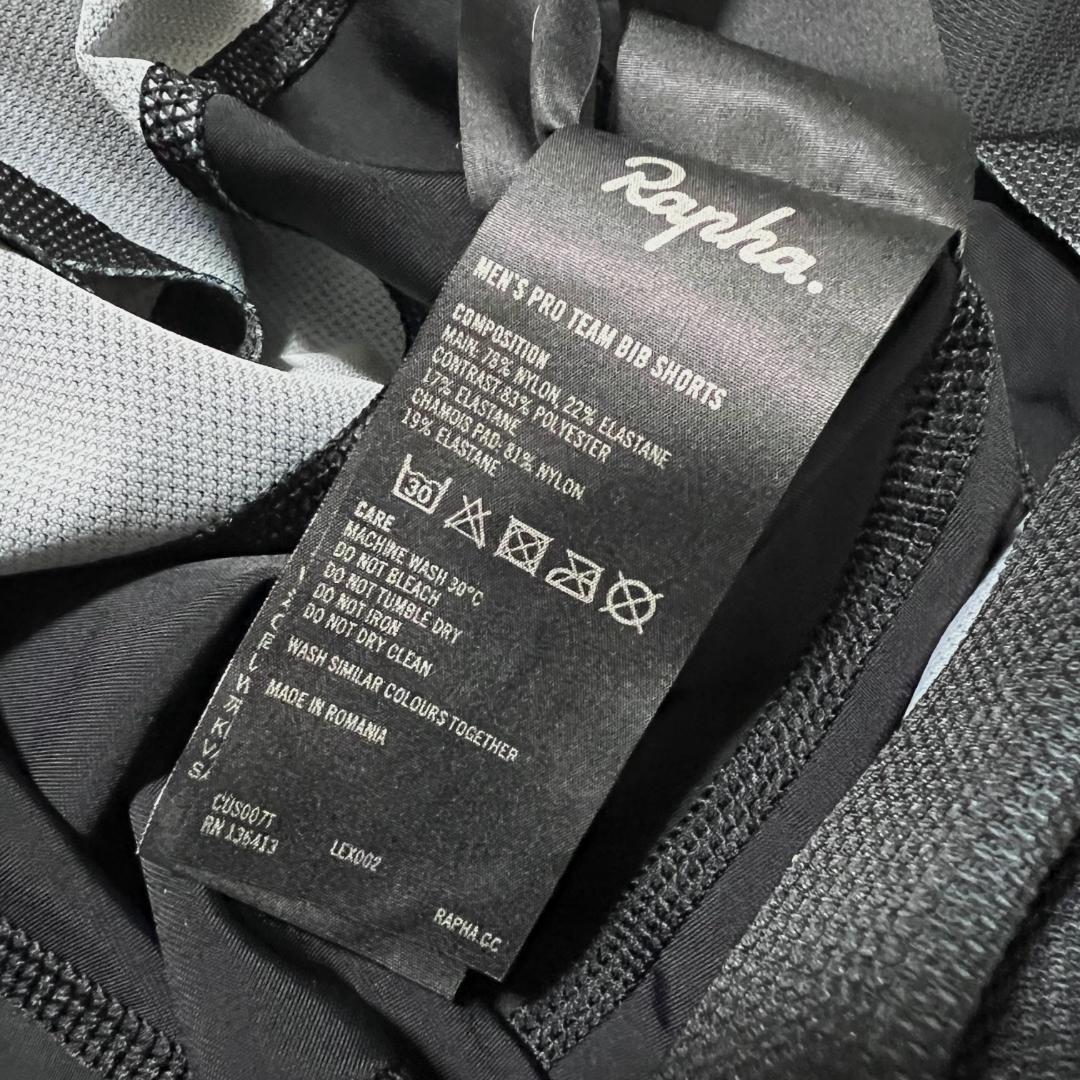 Rapha.
MEN'S PRO TEAM BIB SHORTS
COMPOSITION
MAIN: 78% NYLON, 22% ELASTANE
CONTRAST: 83% POLYESTER
17% ELASTANE
CHAMOIS PAD: 81% NYLON
19% ELASTANE
30
CARE
MACHINE WASH 30°C
DO NOT BLEACH
DO NOT TUMBLE DRY
DO NOT IRON
DO NOT DRY CLEAN
WASH SIMILAR COLOURS TOGETHER
MADE IN ROMANIA
CUS007T
RN 135413
LEX002
RAPHA.CC